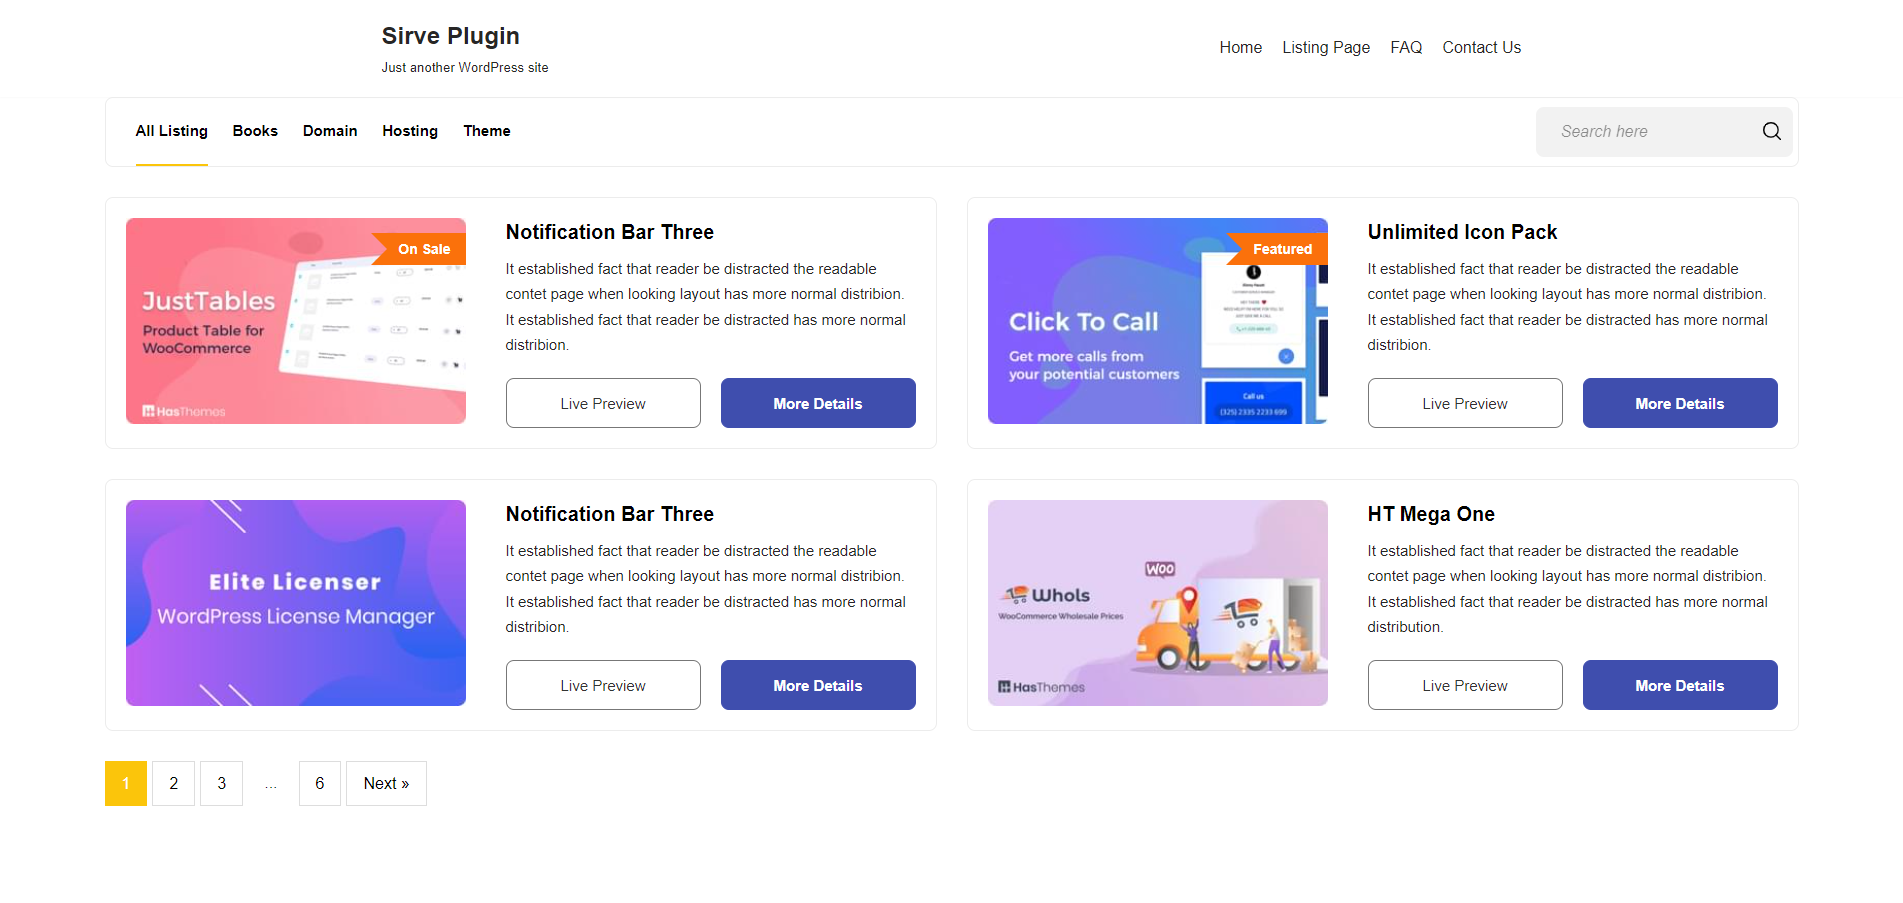 Sirve Plugin
Just another WordPress site
Home Listing Page FAQ Contact Us
All Listing Books Domain Hosting Theme
Search here
On Sale
JustTables
Product Table for
WooCommerce
HasThemes
Notification Bar Three
It established fact that reader be distracted the readable
contet page when looking layout has more normal distribion.
It established fact that reader be distracted has more normal
distribion.
Live Preview More Details
Featured
Click To Call
Get more calls from
your potential customers
Call us
(325) 2335 2233 699
Unlimited Icon Pack
It established fact that reader be distracted the readable
contet page when looking layout has more normal distribion.
It established fact that reader be distracted has more normal
distribion.
Live Preview More Details
Elite Licenser
WordPress License Manager
Notification Bar Three
It established fact that reader be distracted the readable
contet page when looking layout has more normal distribion.
It established fact that reader be distracted has more normal
distribion.
Live Preview More Details
Woo
Whols
WooCommerce Wholesale Prices
HasThemes
HT Mega One
It established fact that reader be distracted the readable
contet page when looking layout has more normal distribion.
It established fact that reader be distracted has more normal
distribution.
Live Preview More Details
1 2 3 ... 6 Next »